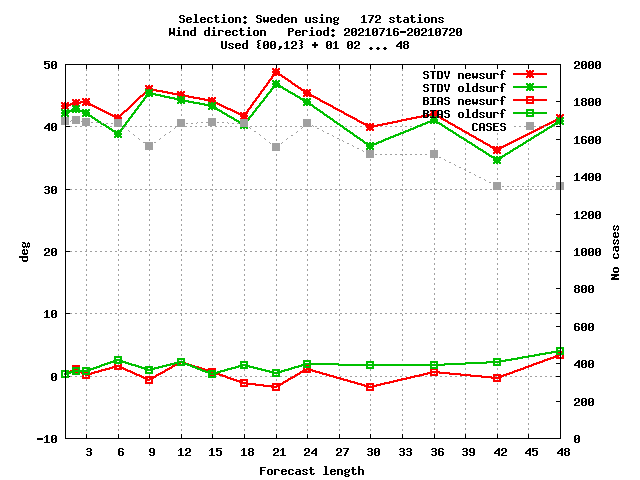 Selection: Sweden using   172 stations
Wind direction   Period: 20210716-20210720
Used {00,12} + 01 02 ... 48
STDV newsurf
STDV oldsurf
BIAS newsurf
BIAS oldsurf
CASES
50
40
30
20
10
0
-10
deg
2000
1800
1600
1400
1200
1000
800
600
400
200
0
No cases
3 6 9 12 15 18 21 24 27 30 33 36 39 42 45 48
Forecast length